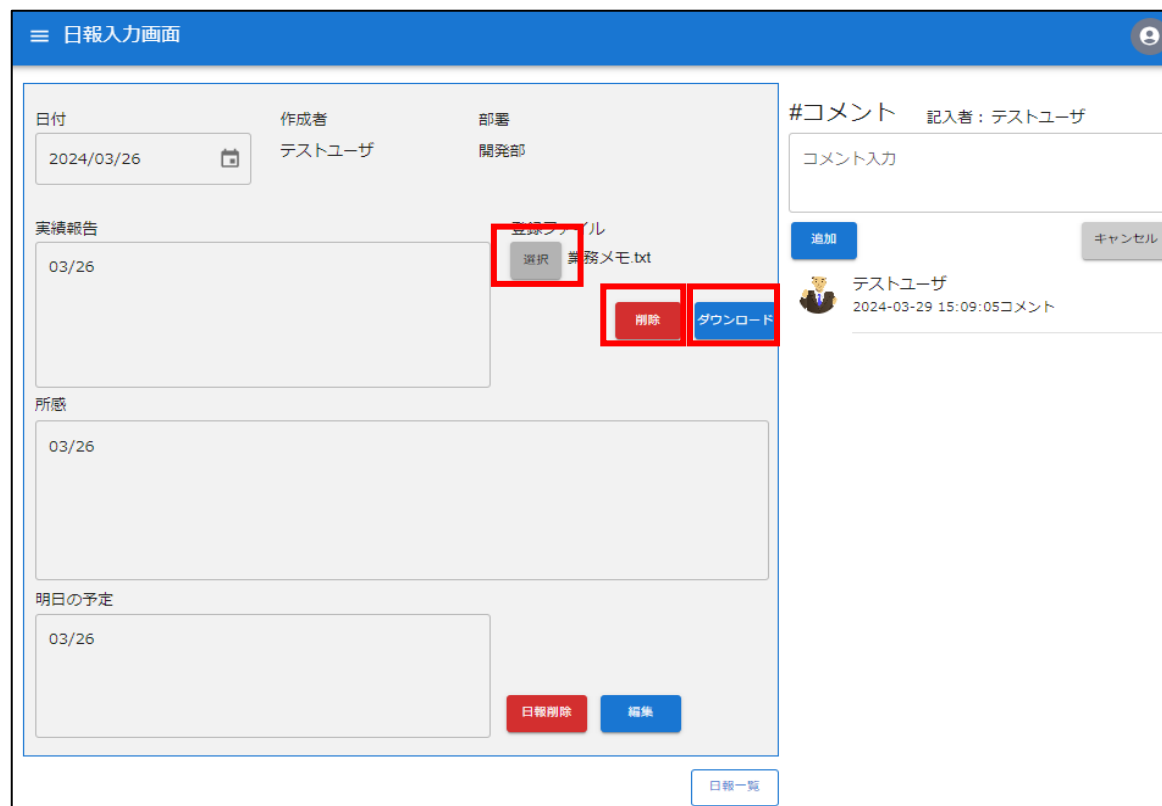 日報入力画面
日付
作成者
部署
2024/03/26
テストユーザ
開発部
実績報告
登録ファイル
03/26
選択
業務メモ.txt
削除
ダウンロード
所感
03/26
明日の予定
03/26
日報削除
編集
日報一覧
#コメント 記入者：テストユーザ
コメント入力
追加
キャンセル
テストユーザ
2024-03-29 15:09:05コメント